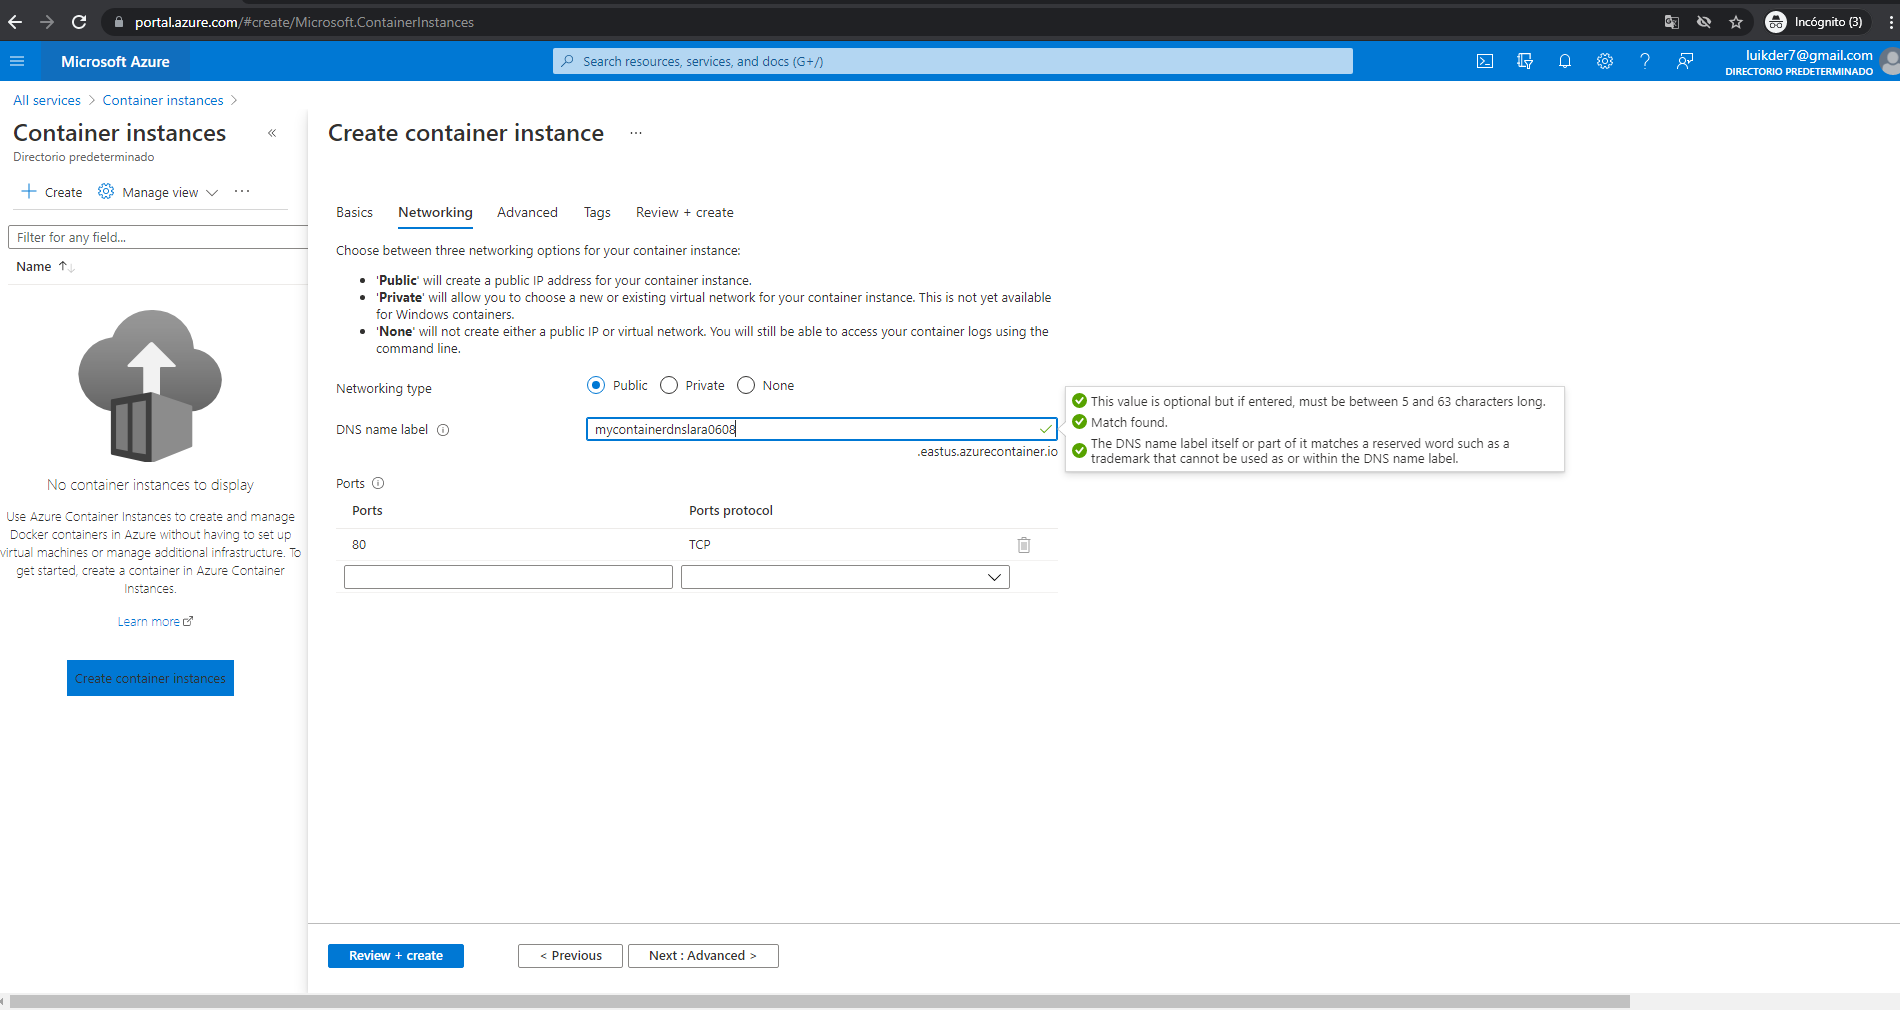 portal.azure.com/#create/Microsoft.ContainerInstances
Incógnito (3)
Microsoft Azure
Search resources, services, and docs (G+/)
luikder7@gmail.com
DIRECTORIO PREDETERMINADO
All services > Container instances >
Container instances «
Directorio predeterminado
+ Create Manage view ...
Filter for any field...
Name ↑↓
No container instances to display
Use Azure Container Instances to create and manage
Docker containers in Azure without having to set up
virtual machines or manage additional infrastructure. To
get started, create a container in Azure Container
Instances.
Learn more
Create container instances
Create container instance ...
Basics Networking Advanced Tags Review + create
Choose between three networking options for your container instance:
• 'Public' will create a public IP address for your container instance.
• 'Private' will allow you to choose a new or existing virtual network for your container instance. This is not yet available
for Windows containers.
• 'None' will not create either a public IP or virtual network. You will still be able to access your container logs using the
command line.
Networking type Public Private None
DNS name label mycontainerdnslara0608
.eastus.azurecontainer.io
This value is optional but if entered, must be between 5 and 63 characters long.
Match found.
The DNS name label itself or part of it matches a reserved word such as a
trademark that cannot be used as or within the DNS name label.
Ports
Ports Ports protocol
80 TCP
Review + create < Previous Next : Advanced >